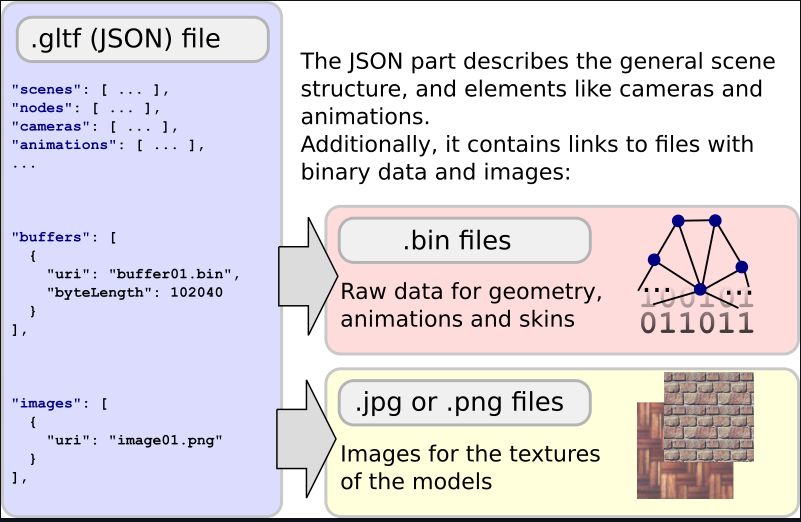 .gltf (JSON) file
"scenes": [ ... ],
"nodes": [ ... ],
"cameras": [ ... ],
"animations": [ ... ],
...
"buffers": [
{
"uri": "buffer01.bin",
"byteLength": 102040
}
],
"images": [
{
"uri": "image01.png"
}
],
The JSON part describes the general scene
structure, and elements like cameras and
animations.
Additionally, it contains links to files with
binary data and images:
.bin files
Raw data for geometry,
animations and skins
... ...
100101
011011
.jpg or .png files
Images for the textures
of the models